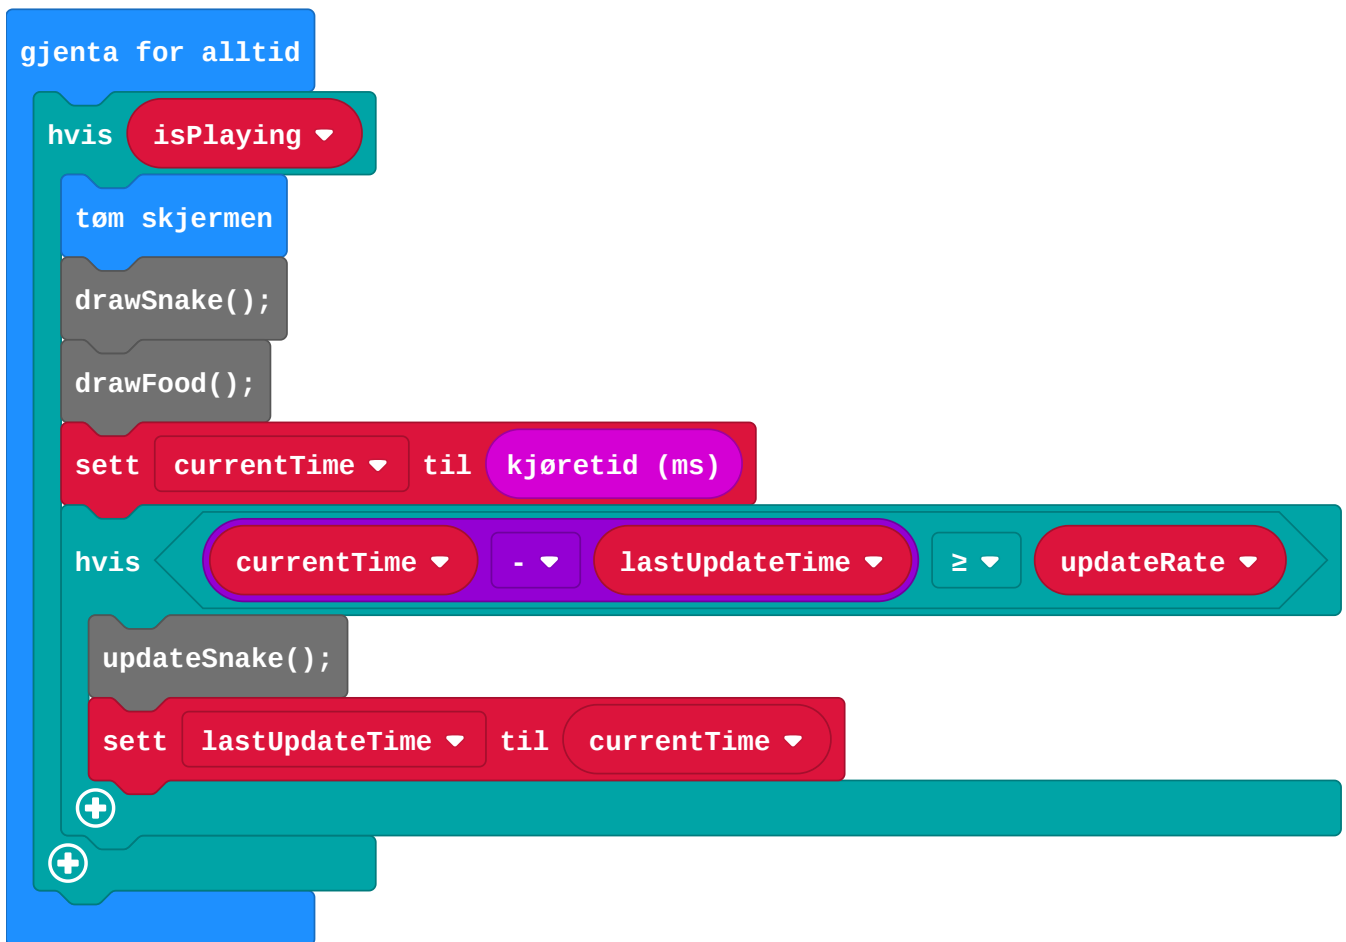 gjenta for alltid
hvis isPlaying
tøm skjermen
drawSnake();
drawFood();
sett currentTime til kjøretid (ms)
hvis currentTime - lastUpdateTime ≥ updateRate
updateSnake();
sett lastUpdateTime til currentTime